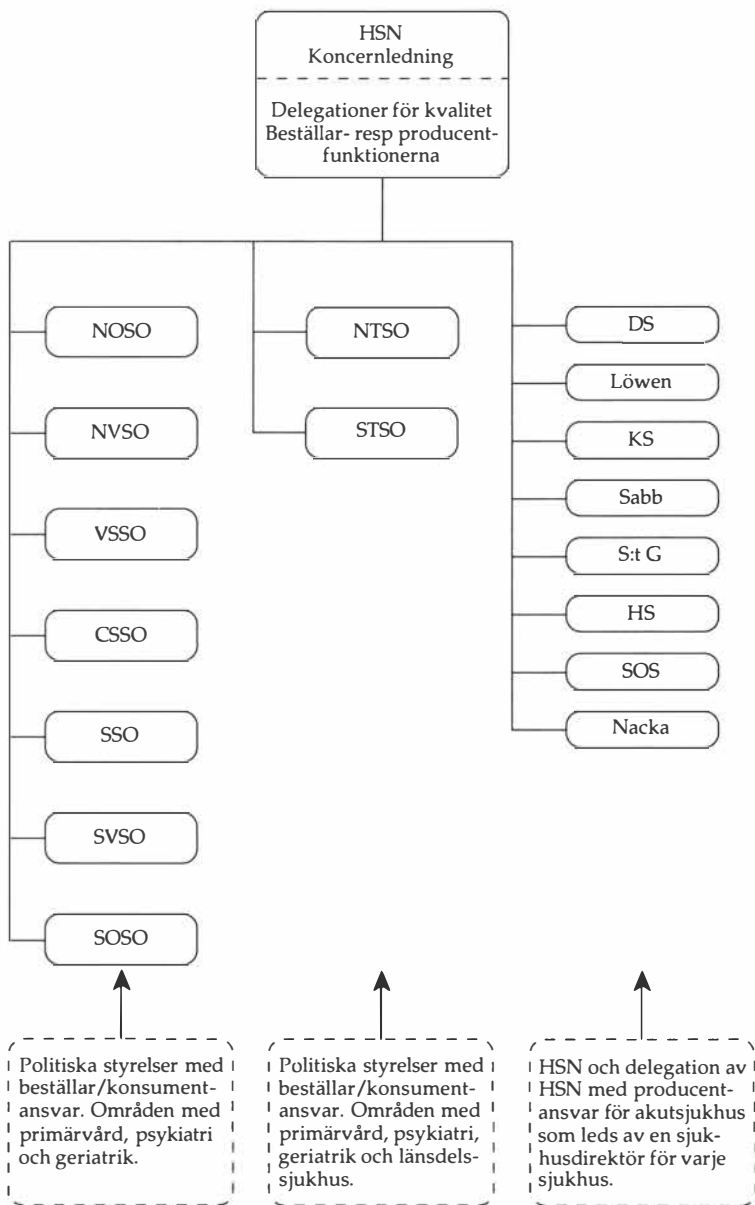 HSN
Koncernledning
Delegationer för kvalitet
Beställar- resp producent-
funktionerna
NOSO
NVSO
VSSO
CSSO
SSO
SVSO
SOSO
NTSO
STSO
DS
Löwen
KS
Sabb
S:t G
HS
SOS
Nacka
Politiska styrelser med
beställar/konsument-
ansvar. Områden med
primärvård, psykiatri
och geriatrik.
Politiska styrelser med
beställar/konsument-
ansvar. Områden med
primärvård, psykiatri,
geriatrik och länsdels-
sjukhus.
HSN och delegation av
HSN med producent-
ansvar för akutsjukhus
som leds av en sjuk-
husdirektör för varje
sjukhus.